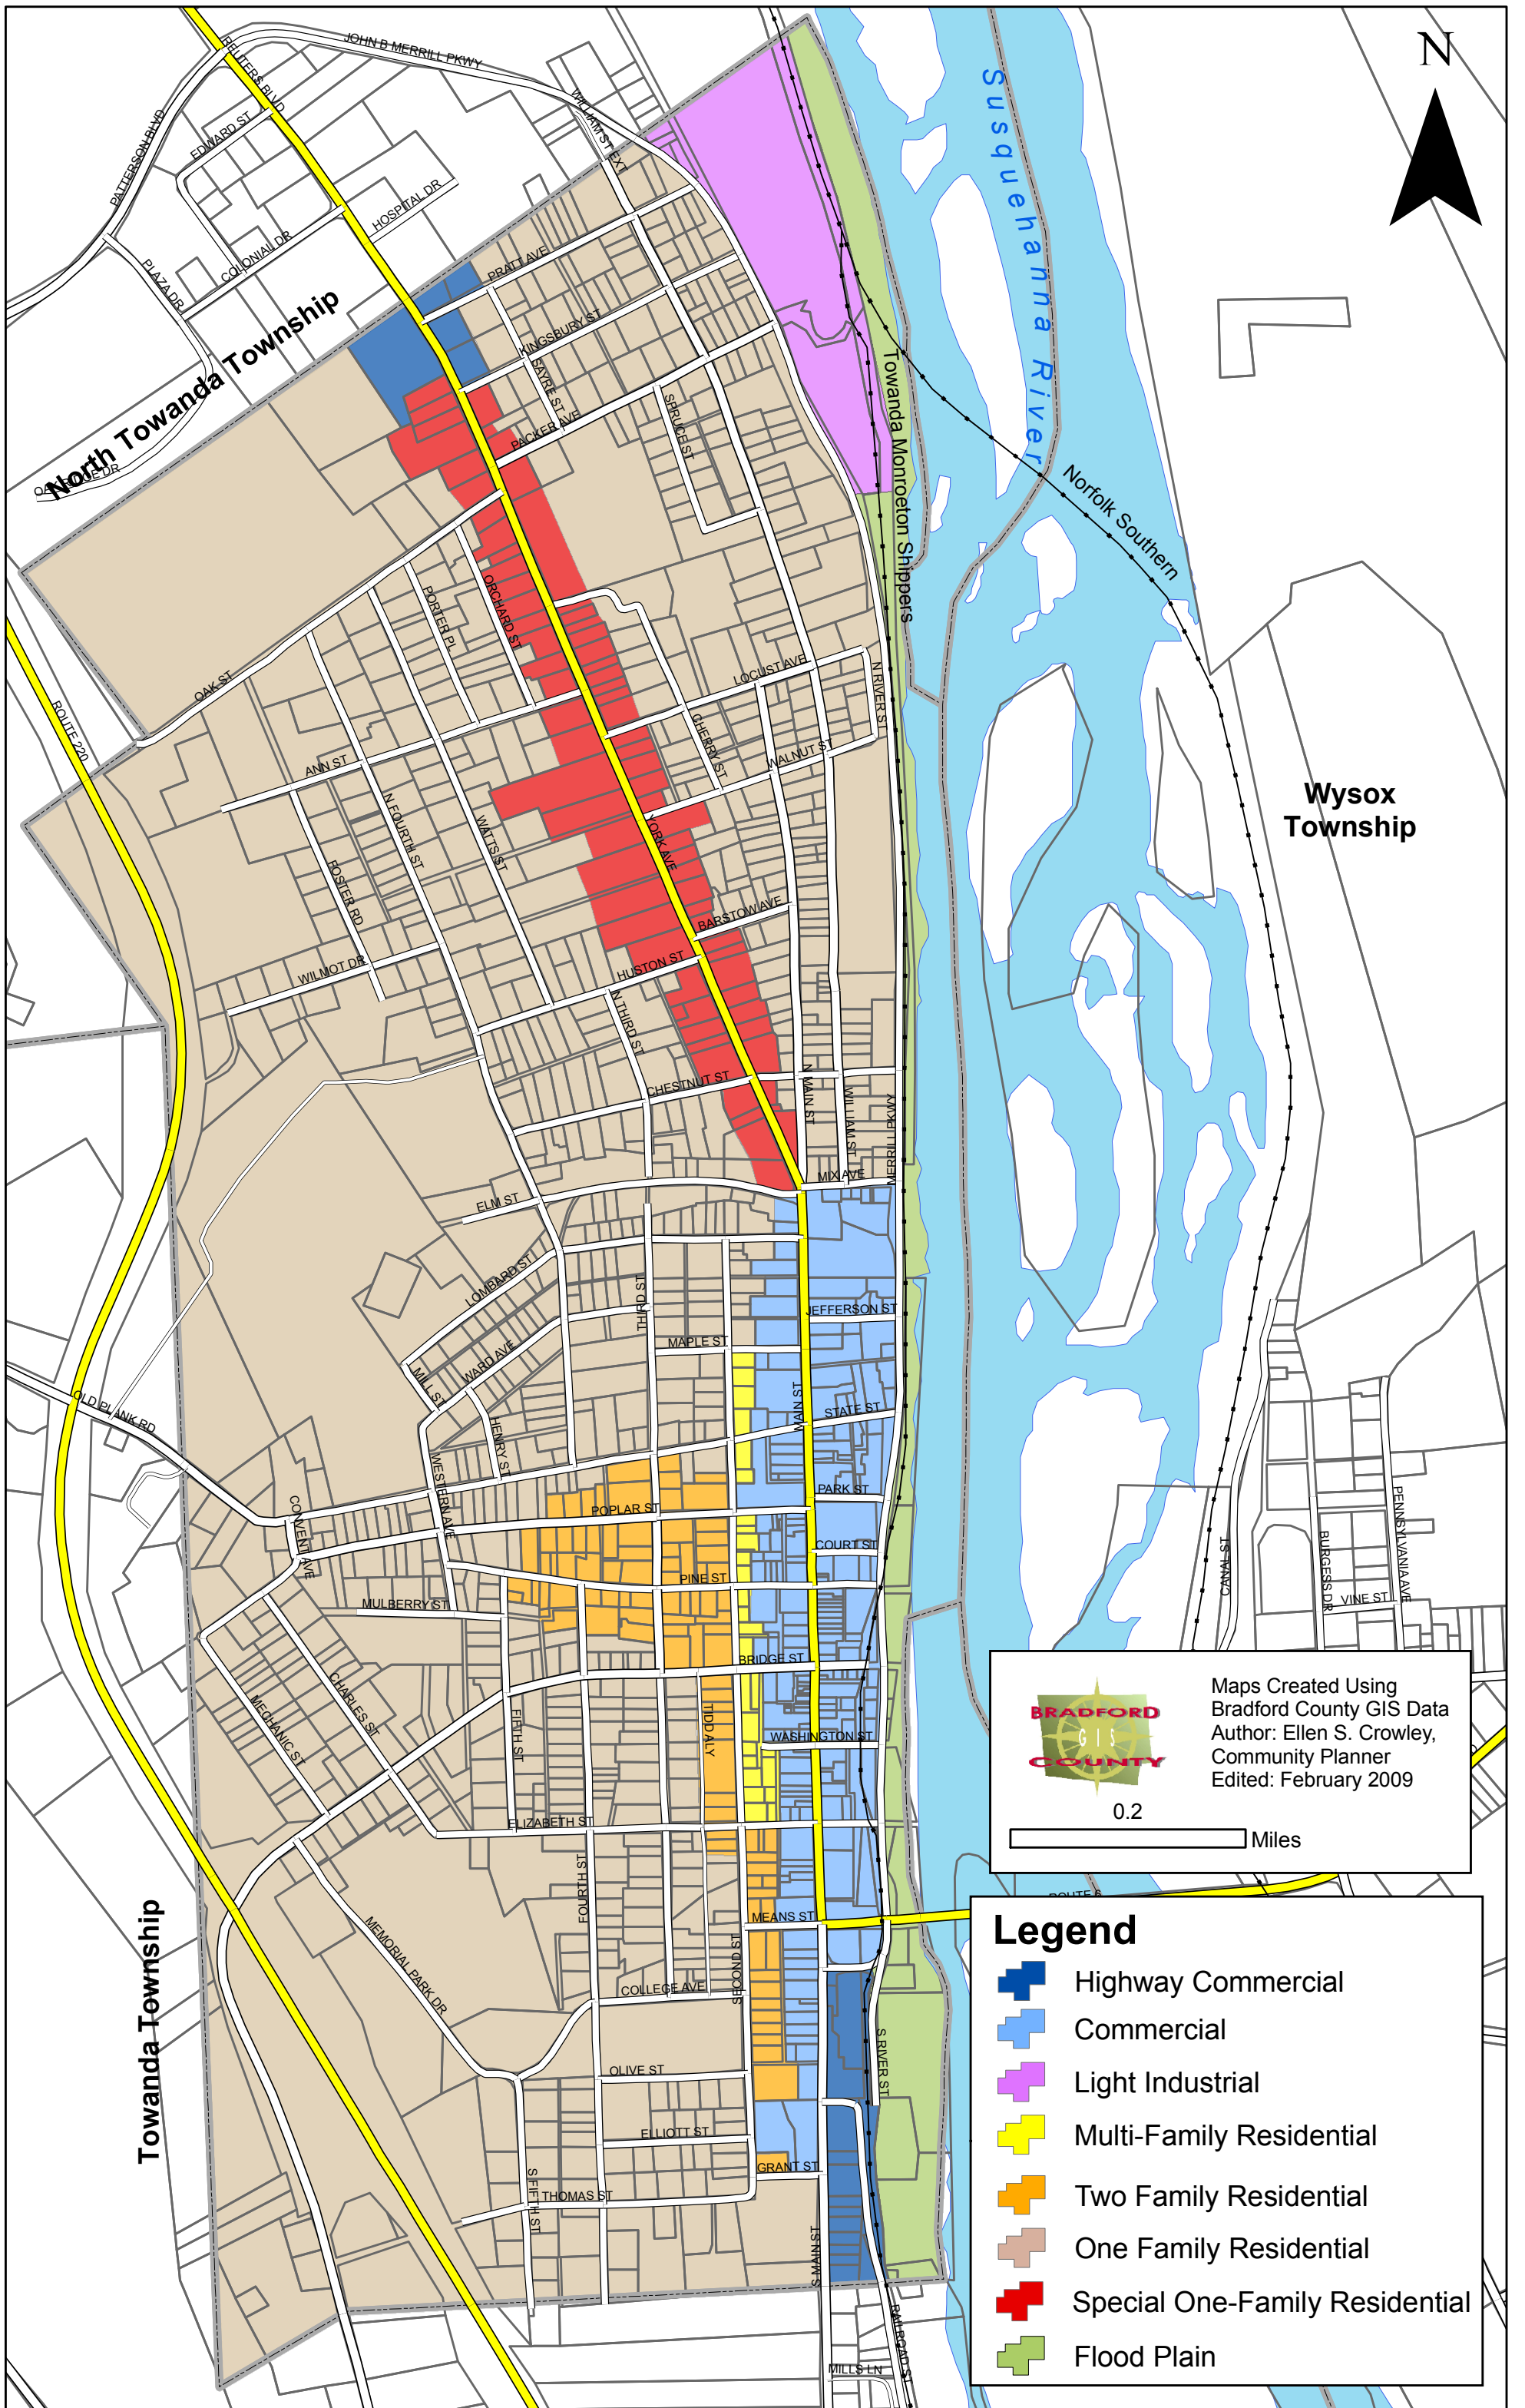 N
JOHN B MERRILL PKWY
REUTERS BLVD
WILLIAM ST EXT
PATTERSON BLVD
EDWARD ST
HOSPITAL DR
COLONIAL DR
PLAZA DR
PRATT AVE
KINGSBURY ST
SAYRE ST
PACKER AVE
SPRUCE ST
North Towanda Township
Susquehanna River
Towanda Monroeton Shippers
Norfolk Southern
ORCHARD ST
PORTER PL
OAK ST
ROUTE 220
LOCUST AVE
N RIVER ST
CHERRY ST
WALNUT ST
ANN ST
N FOURTH ST
WATTS ST
FOSTER RD
YORK AVE
Wysox
Township
BARSTOW AVE
HUSTON ST
WILMOT DR
N THIRD ST
CHESTNUT ST
N MAIN ST
WILLIAM ST
MERRILL PKWY
MIX AVE
ELM ST
LOMBARD ST
THIRD ST
JEFFERSON ST
MAPLE ST
WARD AVE
MILL ST
OLD PLANK RD
MAIN ST
STATE ST
HENRY ST
WESTERN AVE
PARK ST
POPLAR ST
CONVENT AVE
COURT ST
PINE ST
MULBERRY ST
CANAL ST
BURGESS DR
PENNSYLVANIA AVE
VINE ST
BRIDGE ST
CHARLES ST
MECHANIC ST
FIFTH ST
TIDD ALY
WASHINGTON ST
ELIZABETH ST
FOURTH ST
MEANS ST
SECOND ST
MEMORIAL PARK DR
COLLEGE AVE
Towanda Township
S RIVER ST
OLIVE ST
ELLIOTT ST
GRANT ST
S FIFTH ST
THOMAS ST
S MAIN ST
RAILROAD ST
MILLS LN
BRADFORD
GIS
COUNTY
Maps Created Using
Bradford County GIS Data
Author: Ellen S. Crowley,
Community Planner
Edited: February 2009
0.2
Miles
ROUTE 6
Legend
Highway Commercial
Commercial
Light Industrial
Multi-Family Residential
Two Family Residential
One Family Residential
Special One-Family Residential
Flood Plain